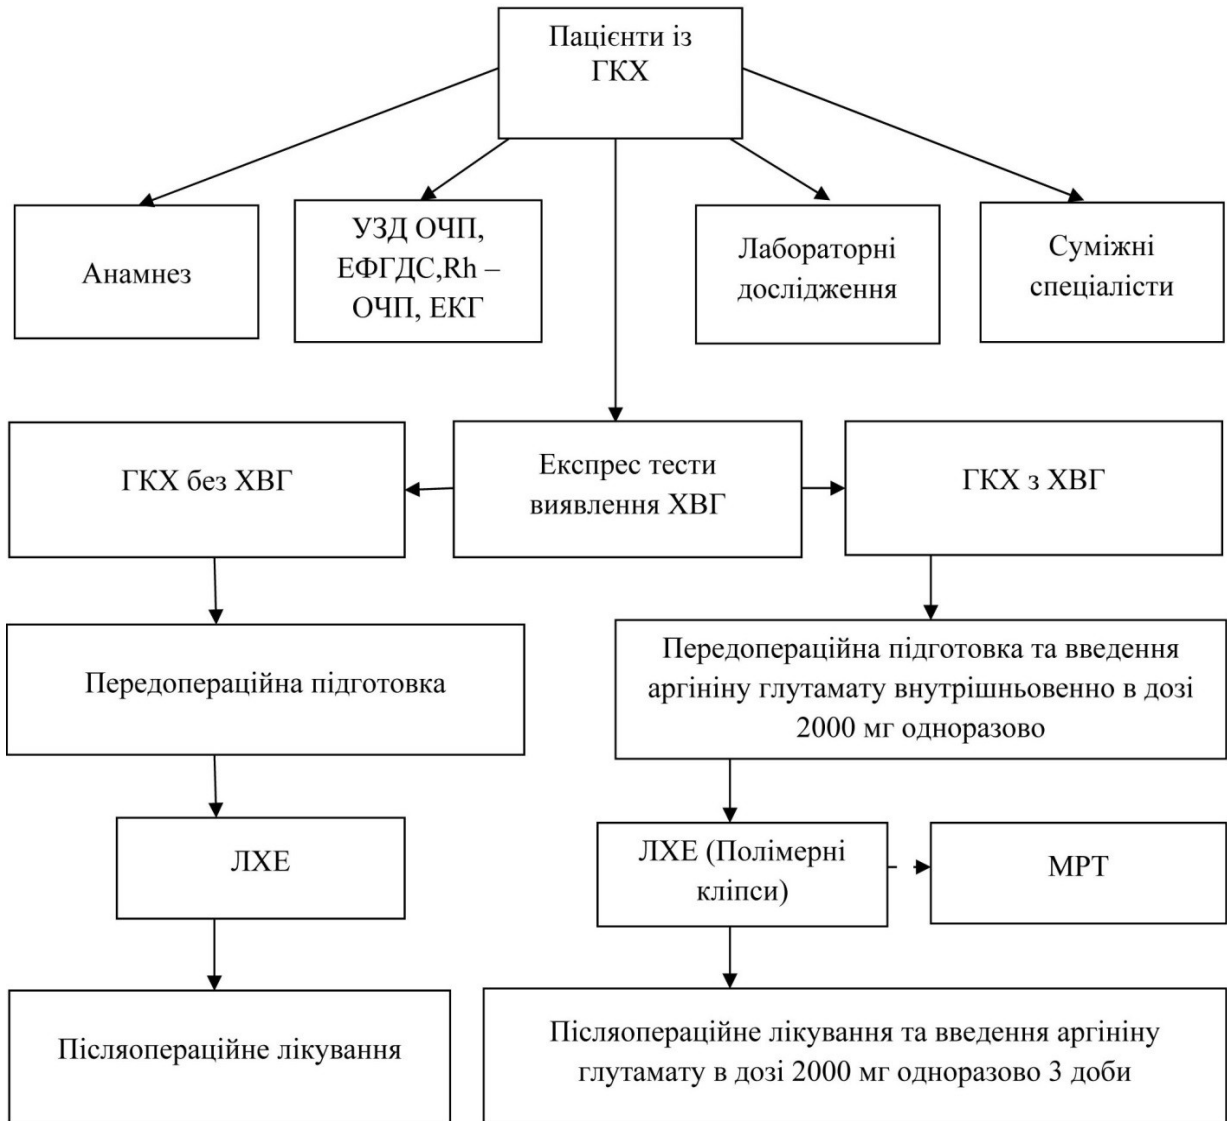 Пацієнти із
ГКХ
Анамнез
УЗД ОЧП,
ЕФГДС,Rh –
ОЧП, ЕКГ
Лабораторні
дослідження
Суміжні
спеціалісти
ГКХ без ХВГ
Експрес тести
виявлення ХВГ
ГКХ з ХВГ
Передопераційна підготовка
Передопераційна підготовка та введення
аргініну глутамату внутрішньовенно в дозі
2000 мг одноразово
ЛХЕ
ЛХЕ (Полімерні
кліпси)
МРТ
Післяопераційне лікування
Післяопераційне лікування та введення аргініну
глутамату в дозі 2000 мг одноразово 3 доби